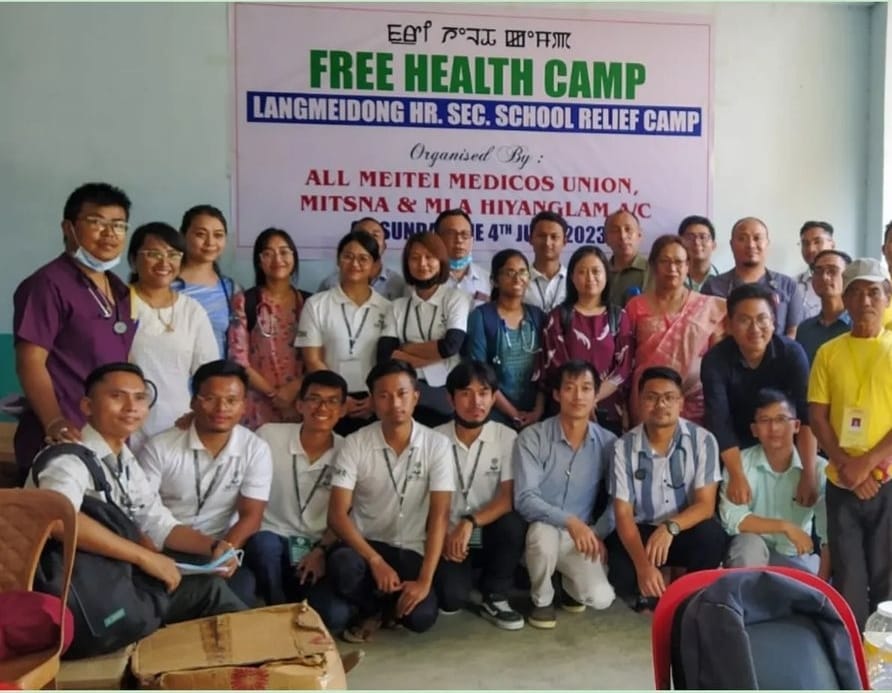 FREE HEALTH CAMP
LANGMEIDONG HR. SEC. SCHOOL RELIEF CAMP
Organised By :
ALL MEITEI MEDICOS UNION,
MITSNA & MLA HIYANGLAM A/C
4TH 2023